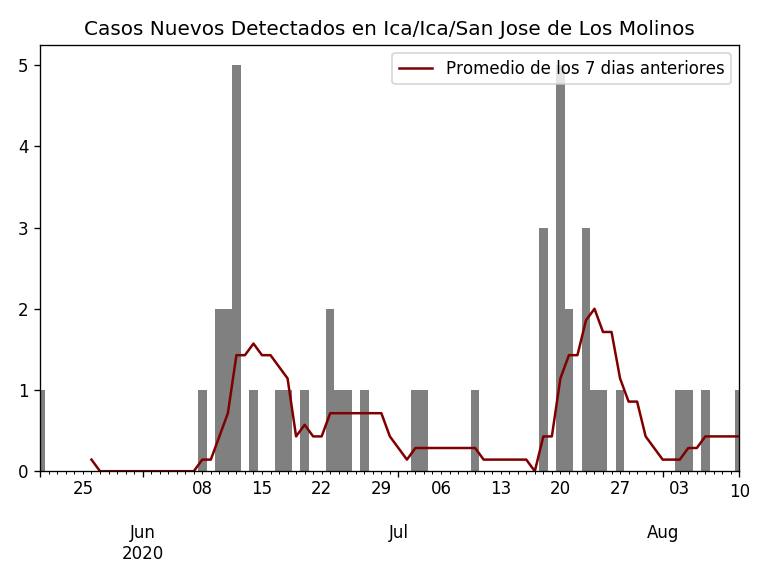 Casos Nuevos Detectados en Ica/Ica/San Jose de Los Molinos
Promedio de los 7 dias anteriores
5
4
3
2
1
0
25 08 15 22 29 06 13 20 27 03 10
Jun Jul Aug
2020